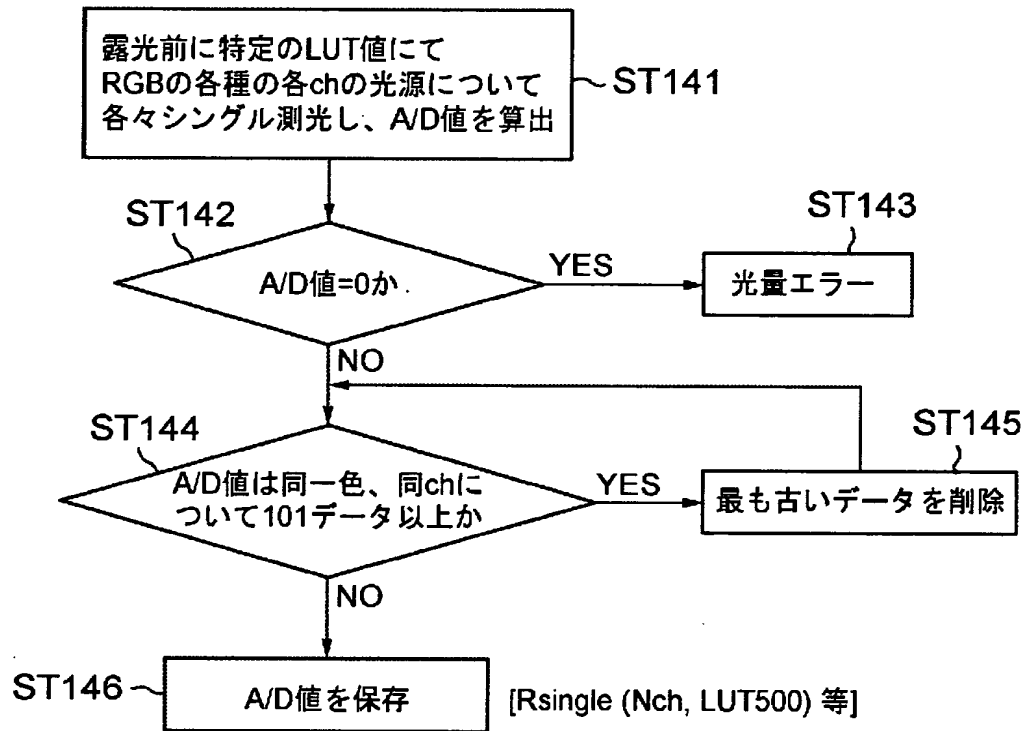 露光前に特定のLUT値にて
RGBの各種の各chの光源について
各々シングル測光し、A/D値を算出
ST141
ST142
A/D値=0か
YES
ST143
光量エラー
NO
ST144
A/D値は同一色、同chに
ついて101データ以上か
YES
ST145
最も古いデータを削除
NO
ST146
A/D値を保存
[Rsingle (Nch, LUT500) 等]